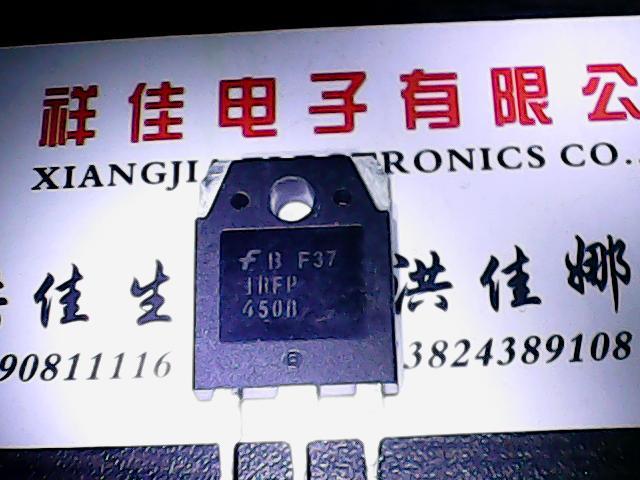 祥佳电子有限公
XIANGJIA RONICS CO.
佳生 洪佳娜
90811116 3824389108
F B F37
IRFP
450B